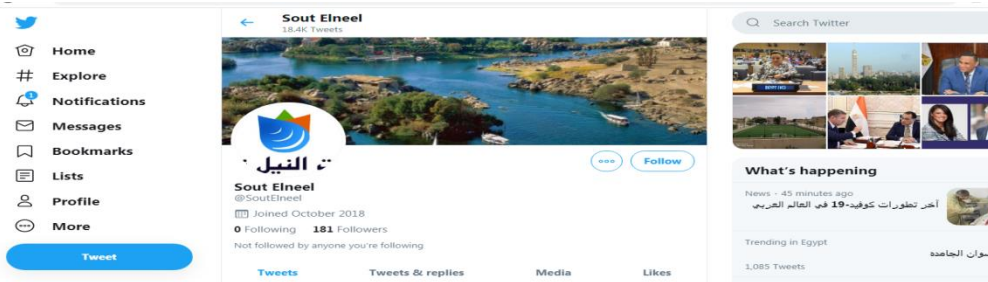 Home
Explore
Notifications
Messages
Bookmarks
Lists
Profile
More
Tweet
Sout Elneel
18.4K Tweets
النيل
Follow
Sout Elneel
@SoutElneel
Joined October 2018
0 Following 181 Followers
Not followed by anyone you're following
Tweets Tweets & replies Media Likes
Search Twitter
What's happening
News · 45 minutes ago
آخر تطورات كوفيد-19 في العالم العربي
Trending in Egypt
1,085 Tweets